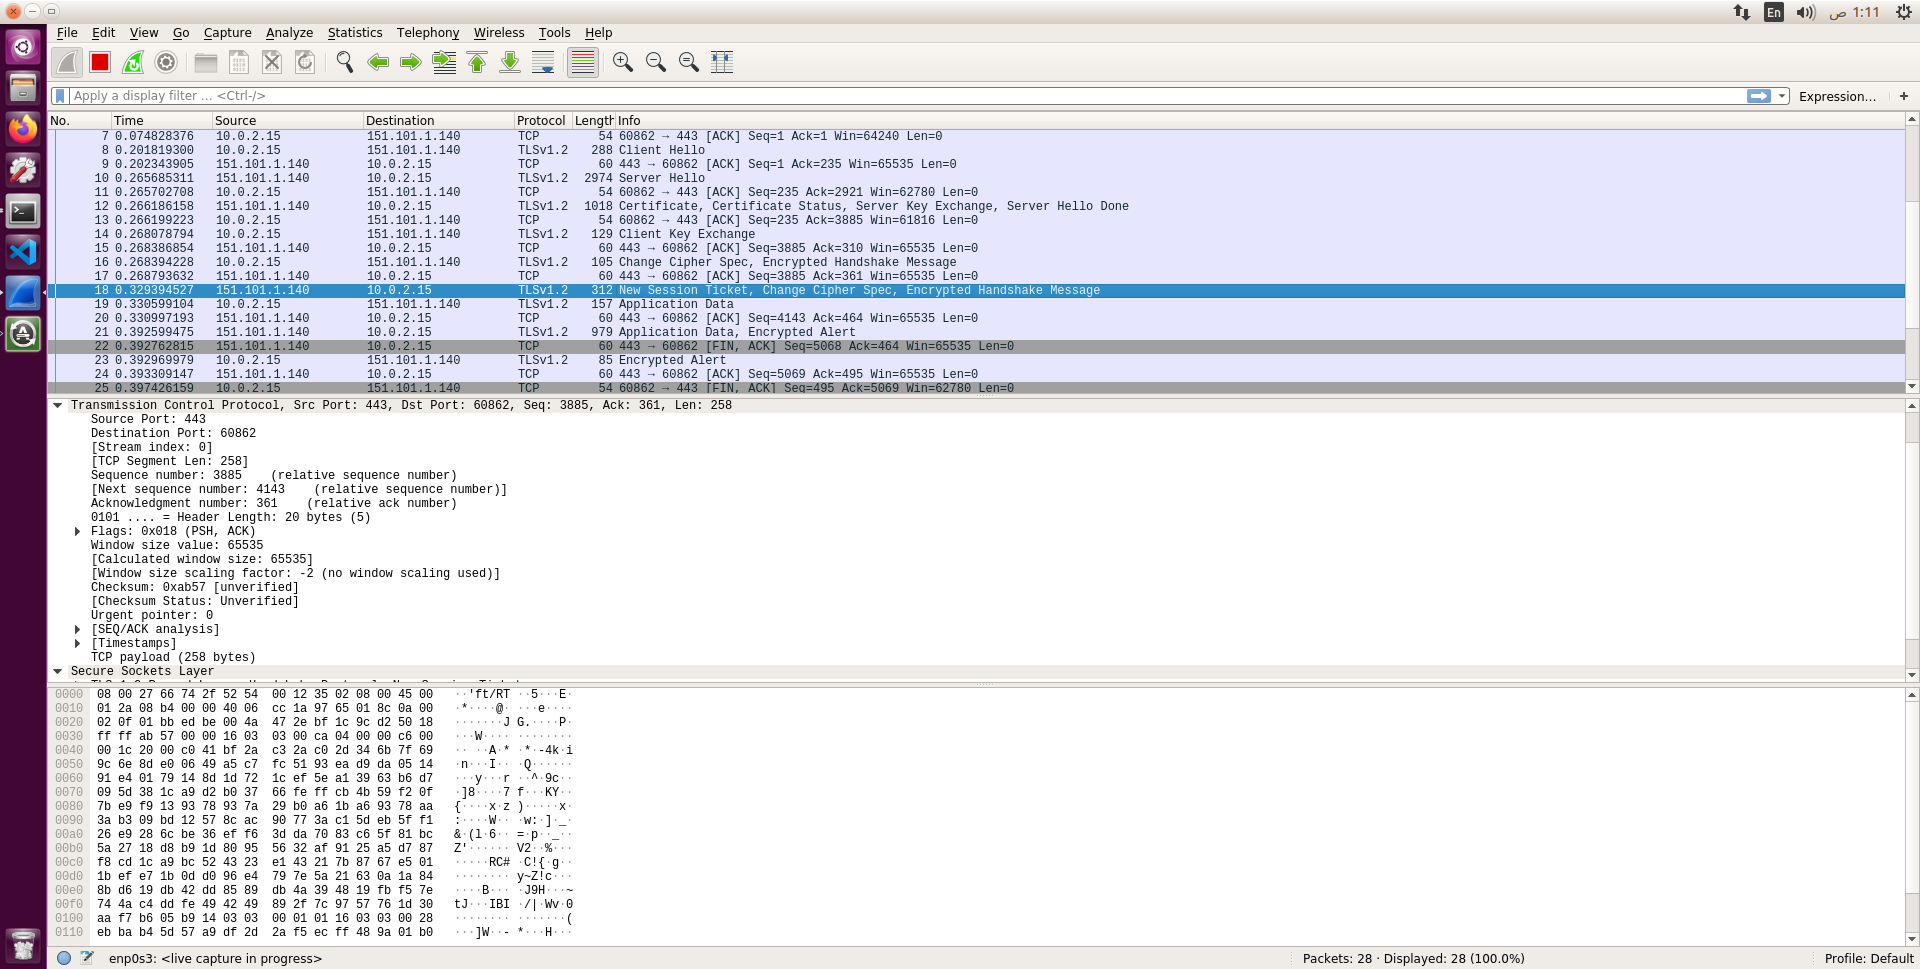 En
1:11 ص
File Edit View Go Capture Analyze Statistics Telephony Wireless Tools Help
Apply a display filter ... <Ctrl-/>
Expression... +
No. Time Source Destination Protocol Length Info
7 0.074828376 10.0.2.15 151.101.1.140 TCP 54 60862 → 443 [ACK] Seq=1 Ack=1 Win=64240 Len=0
8 0.201819300 10.0.2.15 151.101.1.140 TLSv1.2 288 Client Hello
9 0.202343905 151.101.1.140 10.0.2.15 TCP 60 443 → 60862 [ACK] Seq=1 Ack=235 Win=65535 Len=0
10 0.265685311 151.101.1.140 10.0.2.15 TLSv1.2 2974 Server Hello
11 0.265702708 10.0.2.15 151.101.1.140 TCP 54 60862 → 443 [ACK] Seq=235 Ack=2921 Win=62780 Len=0
12 0.266186158 151.101.1.140 10.0.2.15 TLSv1.2 1018 Certificate, Certificate Status, Server Key Exchange, Server Hello Done
13 0.266199223 10.0.2.15 151.101.1.140 TCP 54 60862 → 443 [ACK] Seq=235 Ack=3885 Win=61816 Len=0
14 0.268078794 10.0.2.15 151.101.1.140 TLSv1.2 129 Client Key Exchange
15 0.268386854 151.101.1.140 10.0.2.15 TCP 60 443 → 60862 [ACK] Seq=3885 Ack=310 Win=65535 Len=0
16 0.268394228 10.0.2.15 151.101.1.140 TLSv1.2 105 Change Cipher Spec, Encrypted Handshake Message
17 0.268793632 151.101.1.140 10.0.2.15 TCP 60 443 → 60862 [ACK] Seq=3885 Ack=361 Win=65535 Len=0
18 0.329394527 151.101.1.140 10.0.2.15 TLSv1.2 312 New Session Ticket, Change Cipher Spec, Encrypted Handshake Message
19 0.330599104 10.0.2.15 151.101.1.140 TLSv1.2 157 Application Data
20 0.330997193 151.101.1.140 10.0.2.15 TCP 60 443 → 60862 [ACK] Seq=4143 Ack=464 Win=65535 Len=0
21 0.392599475 151.101.1.140 10.0.2.15 TLSv1.2 979 Application Data, Encrypted Alert
22 0.392762815 151.101.1.140 10.0.2.15 TCP 60 443 → 60862 [FIN, ACK] Seq=5068 Ack=464 Win=65535 Len=0
23 0.392969979 10.0.2.15 151.101.1.140 TLSv1.2 85 Encrypted Alert
24 0.393309147 151.101.1.140 10.0.2.15 TCP 60 443 → 60862 [ACK] Seq=5069 Ack=495 Win=65535 Len=0
25 0.397426159 10.0.2.15 151.101.1.140 TCP 54 60862 → 443 [FIN, ACK] Seq=495 Ack=5069 Win=62780 Len=0
Transmission Control Protocol, Src Port: 443, Dst Port: 60862, Seq: 3885, Ack: 361, Len: 258
Source Port: 443
Destination Port: 60862
[Stream index: 0]
[TCP Segment Len: 258]
Sequence number: 3885 (relative sequence number)
[Next sequence number: 4143 (relative sequence number)]
Acknowledgment number: 361 (relative ack number)
0101 .... = Header Length: 20 bytes (5)
Flags: 0x018 (PSH, ACK)
Window size value: 65535
[Calculated window size: 65535]
[Window size scaling factor: -2 (no window scaling used)]
Checksum: 0xab57 [unverified]
[Checksum Status: Unverified]
Urgent pointer: 0
[SEQ/ACK analysis]
[Timestamps]
TCP payload (258 bytes)
Secure Sockets Layer
0000 08 00 27 66 74 2f 52 54 00 12 35 02 08 00 45 00 ··'ft/RT ··5···E·
0010 01 2a 08 b4 00 00 40 06 cc 1a 97 65 01 8c 0a 00 ·*····@· ···e····
0020 02 0f 01 bb ed be 00 4a 47 2e bf 1c 9c d2 50 18 ·······J G.····P·
0030 ff ff ab 57 00 00 16 03 03 00 ca 04 00 00 c6 00 ···W···· ········
0040 00 1c 20 00 c0 41 bf 2a c3 2a c0 2d 34 6b 7f 69 ·· ··A·* ·*·-4k·i
0050 9c 6e 8d e0 06 49 a5 c7 fc 51 93 ea d9 da 05 14 ·n···I·· ·Q······
0060 91 e4 01 79 14 8d 1d 72 1c ef 5e a1 39 63 b6 d7 ···y···r ··^·9c··
0070 09 5d 38 1c a9 d2 b0 37 66 fe ff cb 4b 59 f2 0f ·]8····7 f···KY··
0080 7b e9 f9 13 93 78 93 7a 29 b0 a6 1b a6 93 78 aa {····x·z )·····x·
0090 3a b3 09 bd 12 57 8c ac 90 77 3a c1 5d eb 5f f1 :····W·· ·w:·]·_·
00a0 26 e9 28 6c be 36 ef f6 3d da 70 83 c6 5f 81 bc &·(l·6·· =·p··_··
00b0 5a 27 18 d8 b9 1d 80 95 56 32 af 91 25 a5 d7 87 Z'······ V2··%···
00c0 f8 cd 1c a9 bc 52 43 23 e1 43 21 7b 87 67 e5 01 ·····RC# ·C!{·g··
00d0 1b ef e7 1b 0d d0 96 e4 79 7e 5a 21 63 0a 1a 84 ········ y~Z!c···
00e0 8b d6 19 db 42 dd 85 89 db 4a 39 48 19 fb f5 7e ····B··· ·J9H···~
00f0 74 4a c4 dd fe 49 42 49 89 2f 7c 97 57 76 1d 30 tJ···IBI ·/|·Wv·0
0100 aa f7 b6 05 b9 14 03 03 00 01 01 16 03 03 00 28 ········ ·······(
0110 eb ba b4 5d 57 a9 df 2d 2a f5 ec ff 48 9a 01 b0 ···]W··- *···H···
enp0s3: <live capture in progress>
Packets: 28 · Displayed: 28 (100.0%)
Profile: Default